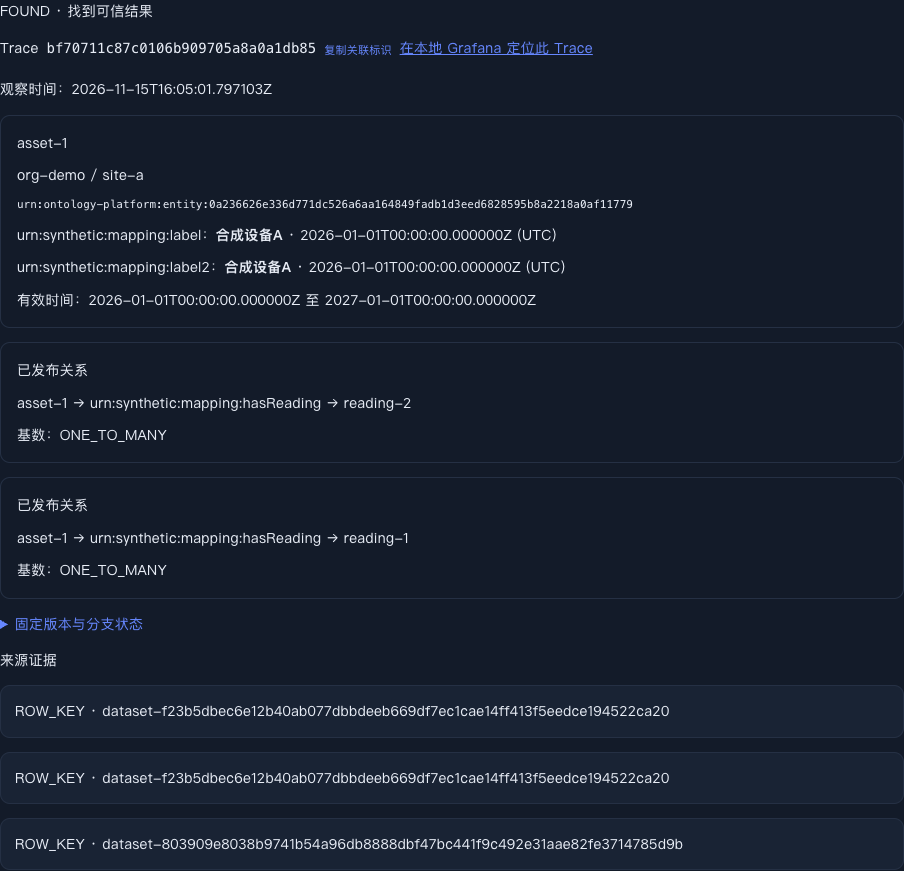 FOUND · 找到可信结果
Trace bf70711c87c0106b909705a8a0a1db85 复制关联标识 在本地 Grafana 定位此 Trace
观察时间：2026-11-15T16:05:01.797103Z
asset-1
org-demo / site-a
urn:ontology-platform:entity:0a236626e336d771dc526a6aa164849fadb1d3eed6828595b8a2218a0af11779
urn:synthetic:mapping:label：合成设备A · 2026-01-01T00:00:00.000000Z (UTC)
urn:synthetic:mapping:label2：合成设备A · 2026-01-01T00:00:00.000000Z (UTC)
有效时间：2026-01-01T00:00:00.000000Z 至 2027-01-01T00:00:00.000000Z
已发布关系
asset-1 → urn:synthetic:mapping:hasReading → reading-2
基数：ONE_TO_MANY
已发布关系
asset-1 → urn:synthetic:mapping:hasReading → reading-1
基数：ONE_TO_MANY
▶ 固定版本与分支状态
来源证据
ROW_KEY · dataset-f23b5dbec6e12b40ab077dbbdeeb669df7ec1cae14ff413f5eedce194522ca20
ROW_KEY · dataset-f23b5dbec6e12b40ab077dbbdeeb669df7ec1cae14ff413f5eedce194522ca20
ROW_KEY · dataset-803909e8038b9741b54a96db8888dbf47bc441f9c492e31aae82fe3714785d9b